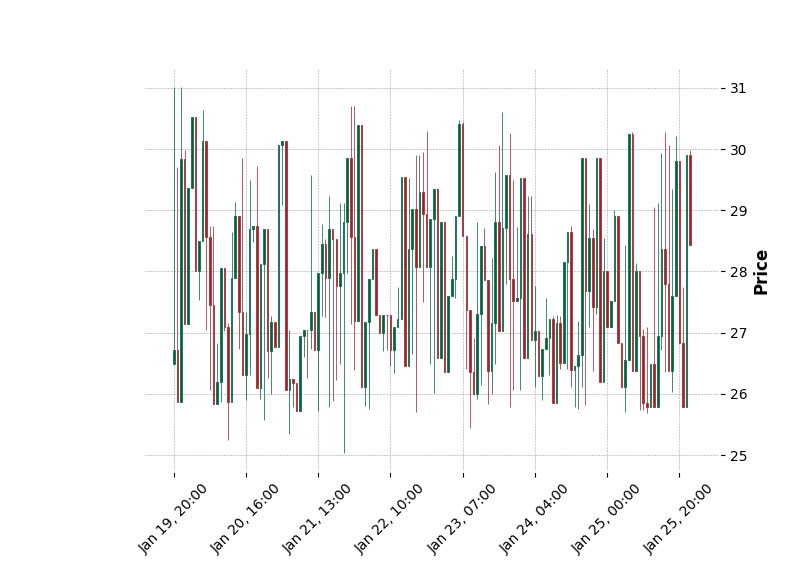 31
30
29
28
27
26
25
Price
Jan 19, 20:00
Jan 20, 16:00
Jan 21, 13:00
Jan 22, 10:00
Jan 23, 07:00
Jan 24, 04:00
Jan 25, 00:00
Jan 25, 20:00